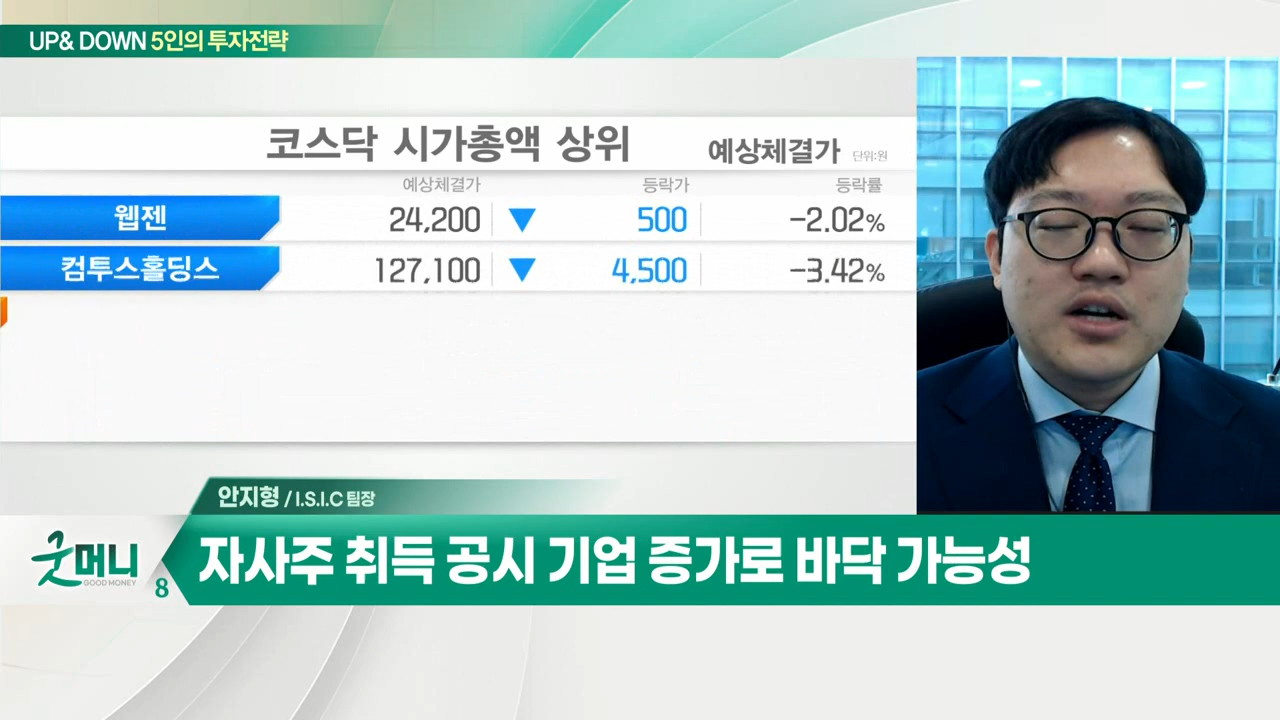 UP& DOWN 5인의 투자전략
코스닥 시가총액 상위 예상체결가 단위:원
예상체결가 등락가 등락률
웹젠 24,200 ▼ 500 -2.02%
컴투스홀딩스 127,100 ▼ 4,500 -3.42%
안지형 / I.S.I.C 팀장
굿머니
GOOD MONEY
8
자사주 취득 공시 기업 증가로 바닥 가능성